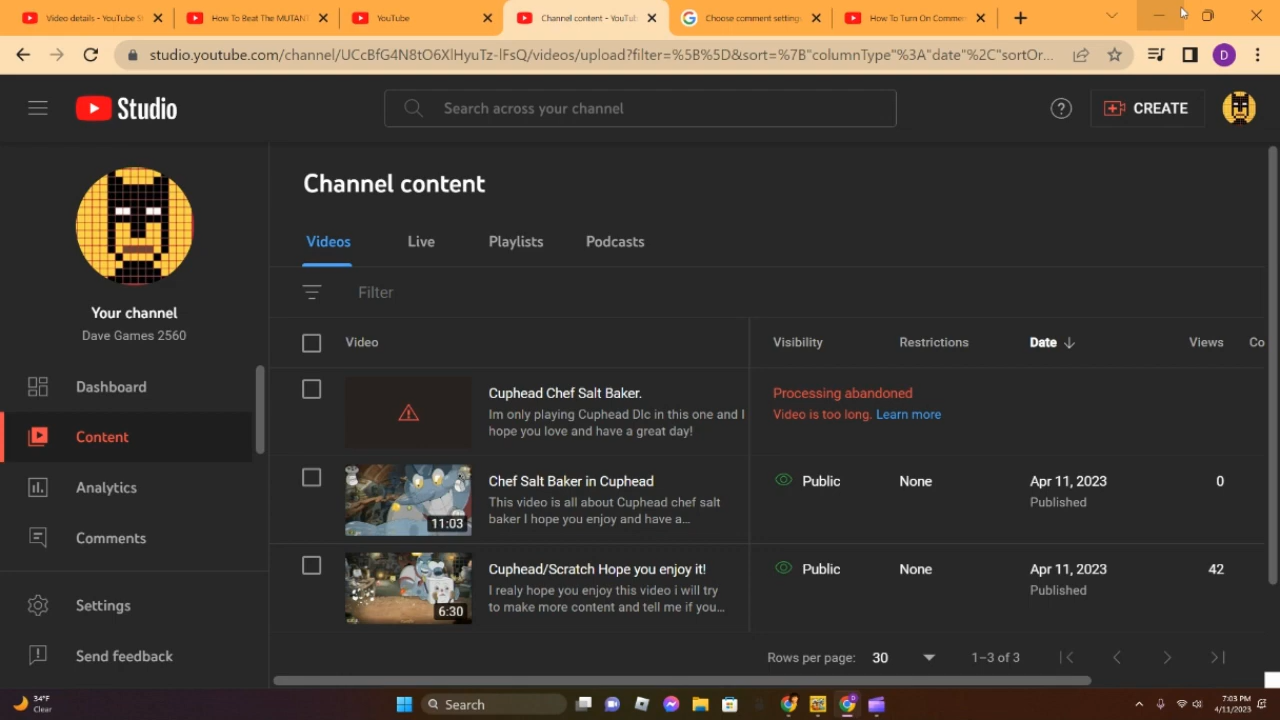 Video details - YouTube S
How To Beat The MUTANT
YouTube
Channel content - YouTu
Choose comment setting
How To Turn On Comme
studio.youtube.com/channel/UCcBfG4N8tO6XlHyuTz-lFsQ/videos/upload?filter=%5B%5D&sort=%7B"columnType"%3A"date"%2C"sortOr...
D
Studio
Search across your channel
CREATE
Your channel
Dave Games 2560
Dashboard
Content
Analytics
Comments
Settings
Send feedback
Channel content
Videos Live Playlists Podcasts
Filter
Video Visibility Restrictions Date Views Co
Cuphead Chef Salt Baker.
Im only playing Cuphead Dlc in this one and I
hope you love and have a great day!
Processing abandoned
Video is too long. Learn more
11:03
Chef Salt Baker in Cuphead
This video is all about Cuphead chef salt
baker I hope you enjoy and have a...
Public None Apr 11, 2023 0
Published
6:30
Cuphead/Scratch Hope you enjoy it!
I realy hope you enjoy this video i will try
to make more content and tell me if you...
Public None Apr 11, 2023 42
Published
Rows per page: 30 1–3 of 3
34°F
Clear
Search
7:03 PM
4/11/2023